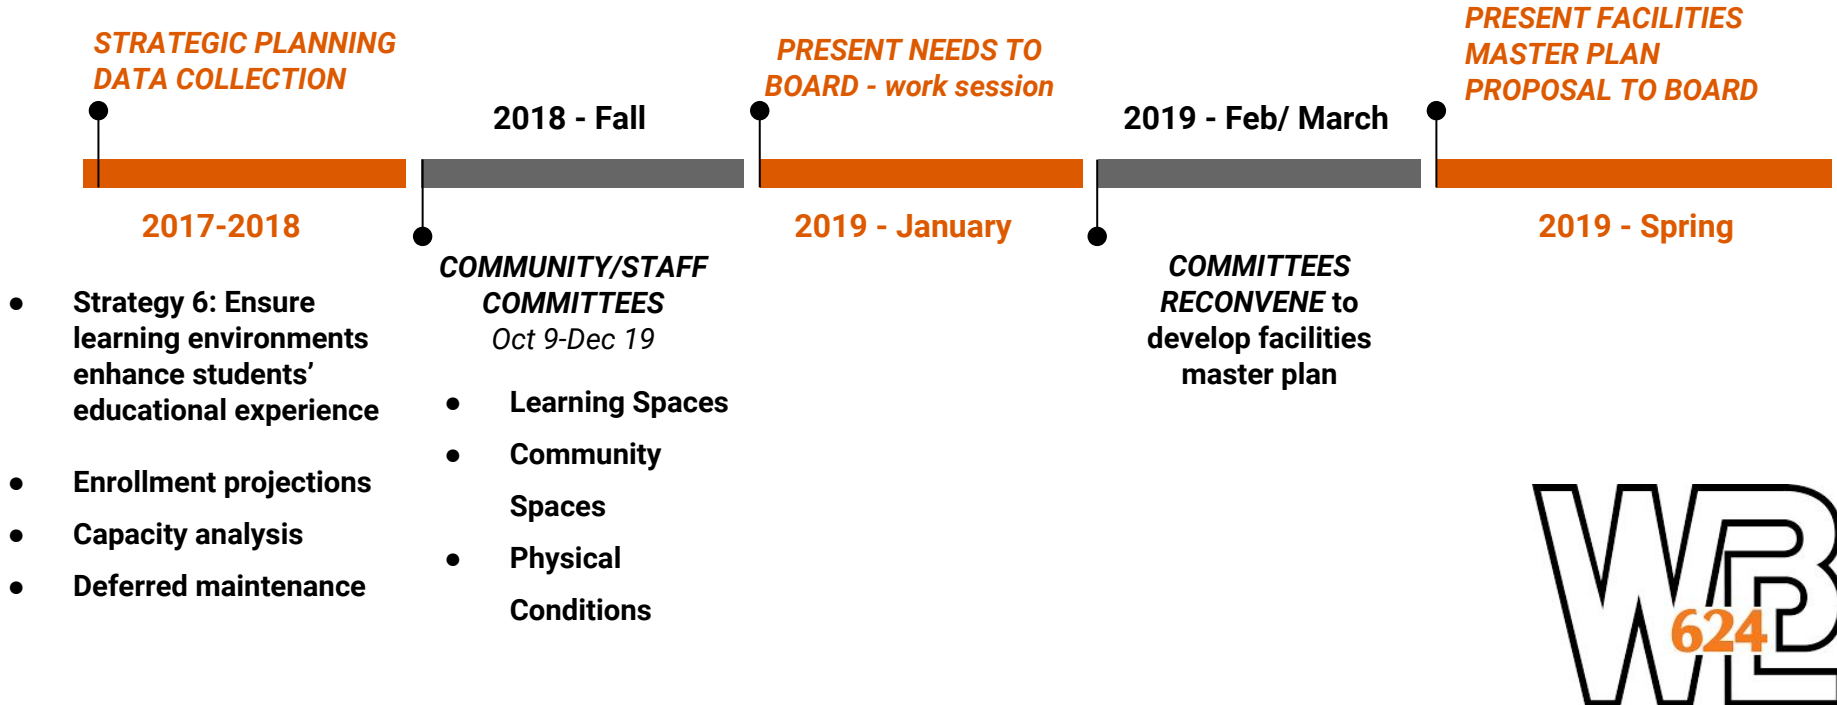 STRATEGIC PLANNING
DATA COLLECTION
2017-2018
● Strategy 6: Ensure
learning environments
enhance students’
educational experience
● Enrollment projections
● Capacity analysis
● Deferred maintenance
2018 - Fall
COMMUNITY/STAFF
COMMITTEES
Oct 9-Dec 19
● Learning Spaces
● Community
Spaces
● Physical
Conditions
PRESENT NEEDS TO
BOARD - work session
2019 - January
2019 - Feb/ March
COMMITTEES
RECONVENE to
develop facilities
master plan
PRESENT FACILITIES
MASTER PLAN
PROPOSAL TO BOARD
2019 - Spring
WBL
624